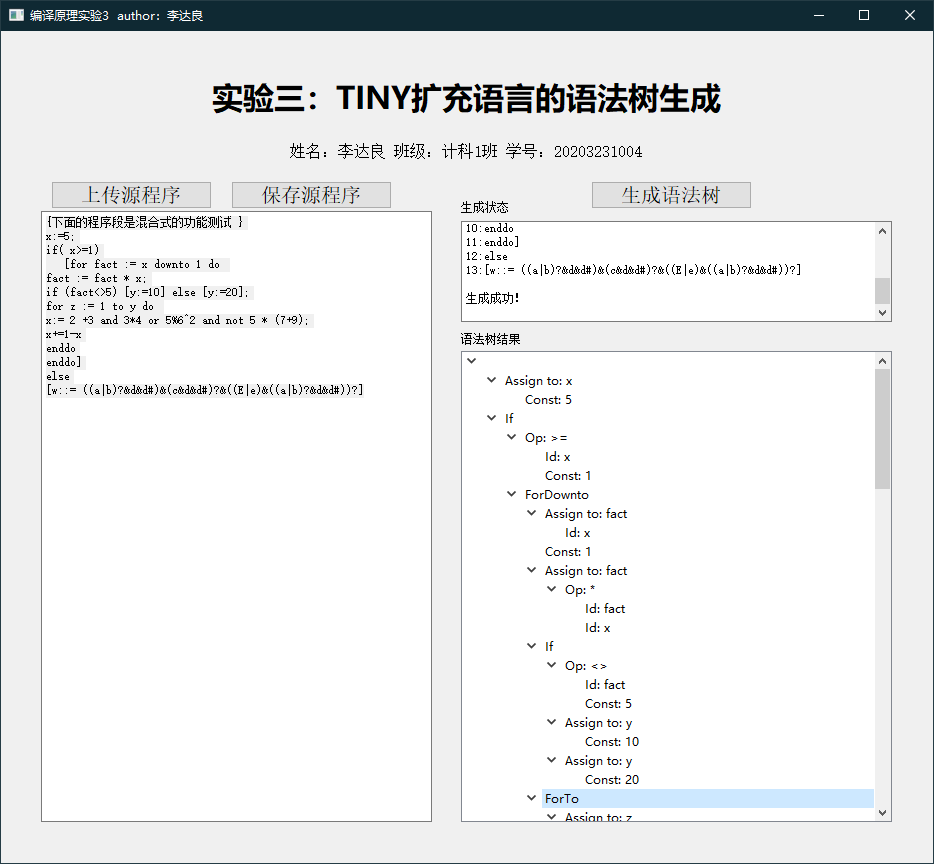 编译原理实验3 author: 李达良
实验三：TINY扩充语言的语法树生成
姓名：李达良 班级：计科1班 学号：20203231004
上传源程序
保存源程序
{下面的程序段是混合式的功能测试 }
x:=5;
if( x>=1)
[for fact := x downto 1 do
fact := fact * x;
if (fact<>5) [y:=10] else [y:=20];
for z := 1 to y do
x:= 2 +3 and 3*4 or 5%6^2 and not 5 * (7+9);
x+=1-x
enddo
enddo]
else
[w::= ((a|b)?&d&d#)&(c&d&d#)?&((E|e)&((a|b)?&d&d#))?]
生成语法树
生成状态
10:enddo
11:enddo]
12:else
13:[w::= ((a|b)?&d&d#)&(c&d&d#)?&((E|e)&((a|b)?&d&d#))?]
生成成功!
语法树结果
Assign to: x
Const: 5
If
Op: >=
Id: x
Const: 1
ForDownto
Assign to: fact
Id: x
Const: 1
Assign to: fact
Op: *
Id: fact
Id: x
If
Op: <>
Id: fact
Const: 5
Assign to: y
Const: 10
Assign to: y
Const: 20
ForTo
Assign to: z